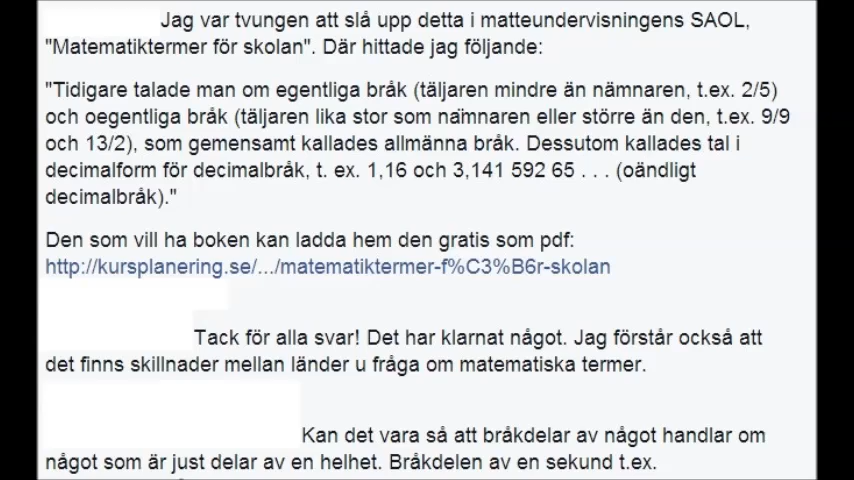 Jag var tvungen att slå upp detta i matteundervisningens SAOL,
"Matematiktermer för skolan". Där hittade jag följande:
"Tidigare talade man om egentliga bråk (täljaren mindre än nämnaren, t.ex. 2/5)
och oegentliga bråk (täljaren lika stor som nämnaren eller större än den, t.ex. 9/9
och 13/2), som gemensamt kallades allmänna bråk. Dessutom kallades tal i
decimalform för decimalbråk, t. ex. 1,16 och 3,141 592 65 . . . (oändligt
decimalbråk)."
Den som vill ha boken kan ladda hem den gratis som pdf:
http://kursplanering.se/.../matematiktermer-f%C3%B6r-skolan
Tack för alla svar! Det har klarnat något. Jag förstår också att
det finns skillnader mellan länder u fråga om matematiska termer.
Kan det vara så att bråkdelar av något handlar om
något som är just delar av en helhet. Bråkdelen av en sekund t.ex.